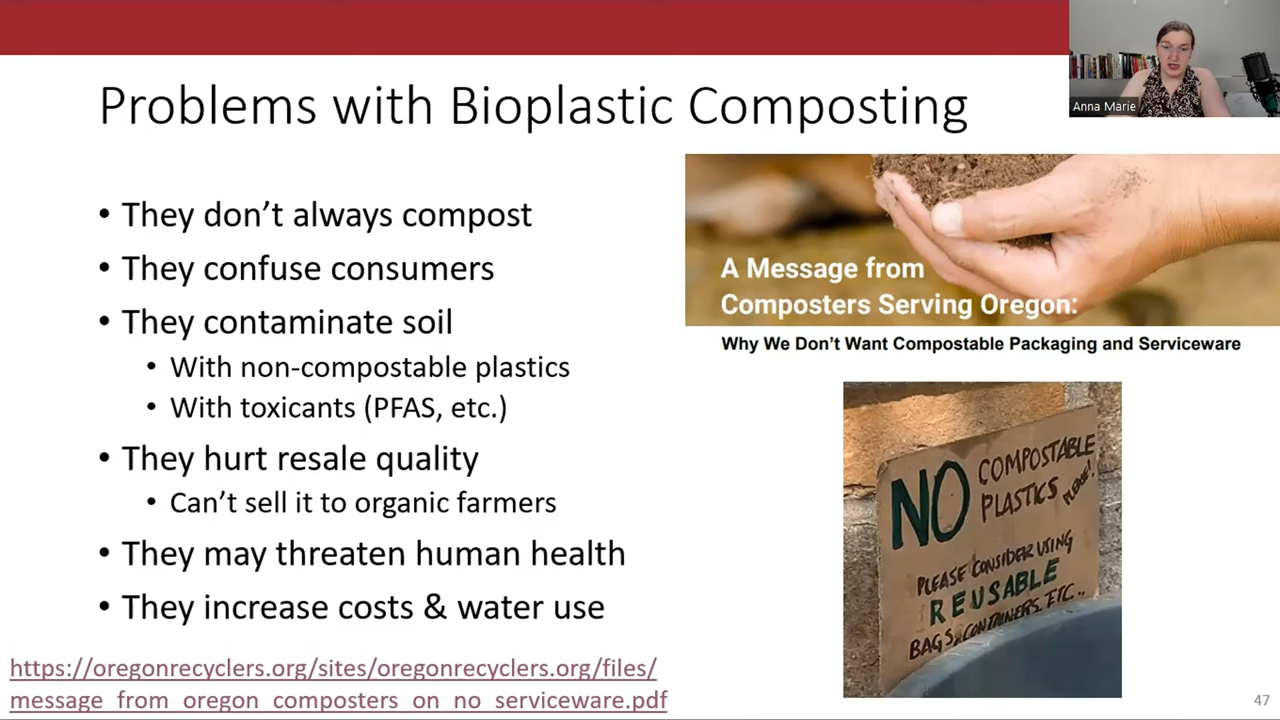 Anna Marie
Problems with Bioplastic Composting
• They don’t always compost
• They confuse consumers
• They contaminate soil
• With non-compostable plastics
• With toxicants (PFAS, etc.)
• They hurt resale quality
• Can’t sell it to organic farmers
• They may threaten human health
• They increase costs & water use
https://oregonrecyclers.org/sites/oregonrecyclers.org/files/
message_from_oregon_composters_on_no_serviceware.pdf
A Message from
Composters Serving Oregon:
Why We Don’t Want Compostable Packaging and Serviceware
NO COMPOSTABLE
PLASTICS PLEASE!
PLEASE CONSIDER USING
REUSABLE
BAGS, CONTAINERS, ETC..
47